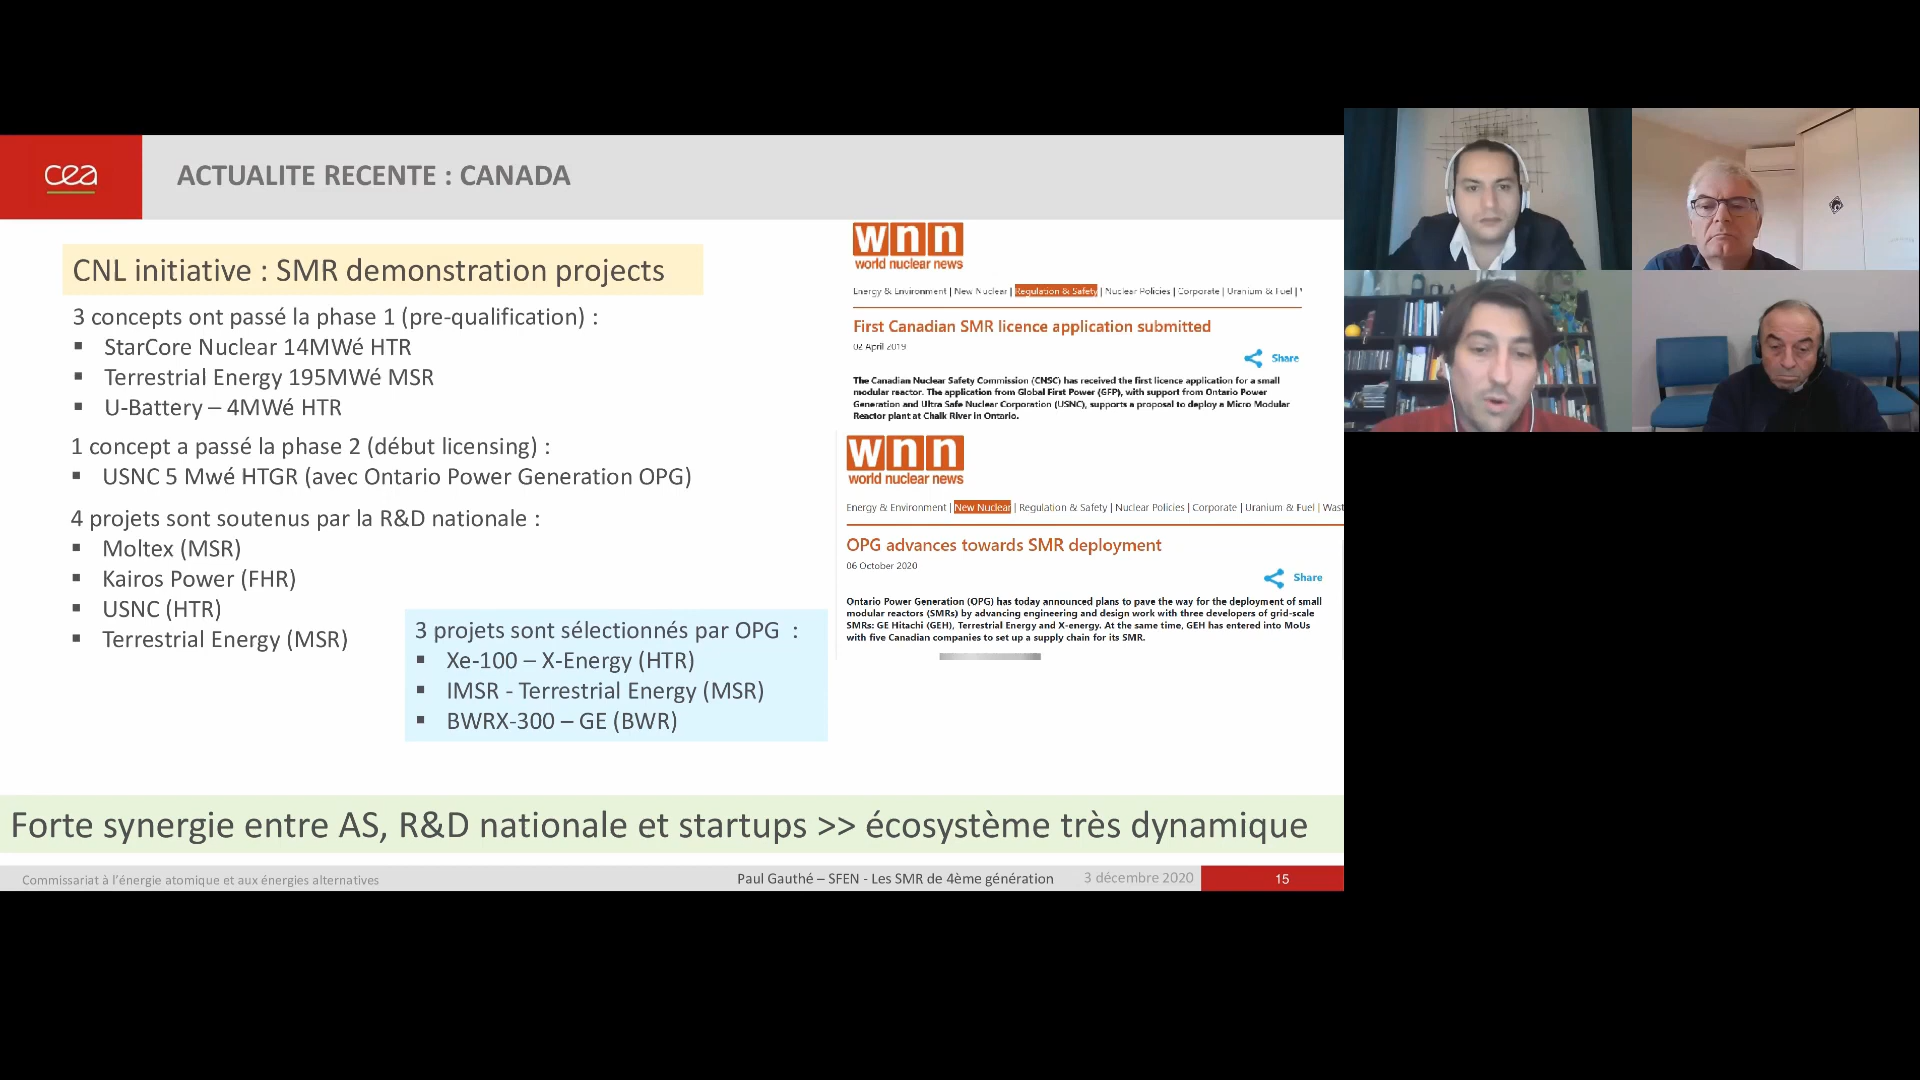 cea
ACTUALITE RECENTE : CANADA
CNL initiative : SMR demonstration projects
3 concepts ont passé la phase 1 (pre-qualification) :
▪ StarCore Nuclear 14MWé HTR
▪ Terrestrial Energy 195MWé MSR
▪ U-Battery – 4MWé HTR
1 concept a passé la phase 2 (début licensing) :
▪ USNC 5 Mwé HTGR (avec Ontario Power Generation OPG)
4 projets sont soutenus par la R&D nationale :
▪ Moltex (MSR)
▪ Kairos Power (FHR)
▪ USNC (HTR)
▪ Terrestrial Energy (MSR)
3 projets sont sélectionnés par OPG :
▪ Xe-100 – X-Energy (HTR)
▪ IMSR - Terrestrial Energy (MSR)
▪ BWRX-300 – GE (BWR)
wnn
world nuclear news
Energy & Environment | New Nuclear | Regulation & Safety | Nuclear Policies | Corporate | Uranium & Fuel |
First Canadian SMR licence application submitted
02 April 2019
Share
The Canadian Nuclear Safety Commission (CNSC) has received the first licence application for a small
modular reactor. The application from Global First Power (GFP), with support from Ontario Power
Generation and Ultra Safe Nuclear Corporation (USNC), supports a proposal to deploy a Micro Modular
Reactor plant at Chalk River in Ontario.
wnn
world nuclear news
Energy & Environment | New Nuclear | Regulation & Safety | Nuclear Policies | Corporate | Uranium & Fuel | Wast
OPG advances towards SMR deployment
06 October 2020
Share
Ontario Power Generation (OPG) has today announced plans to pave the way for the deployment of small
modular reactors (SMRs) by advancing engineering and design work with three developers of grid-scale
SMRs: GE Hitachi (GEH), Terrestrial Energy and X-energy. At the same time, GEH has entered into MoUs
with five Canadian companies to set up a supply chain for its SMR.
Forte synergie entre AS, R&D nationale et startups >> écosystème très dynamique
Commissariat à l'énergie atomique et aux énergies alternatives
Paul Gauthé – SFEN - Les SMR de 4ème génération
3 décembre 2020
15